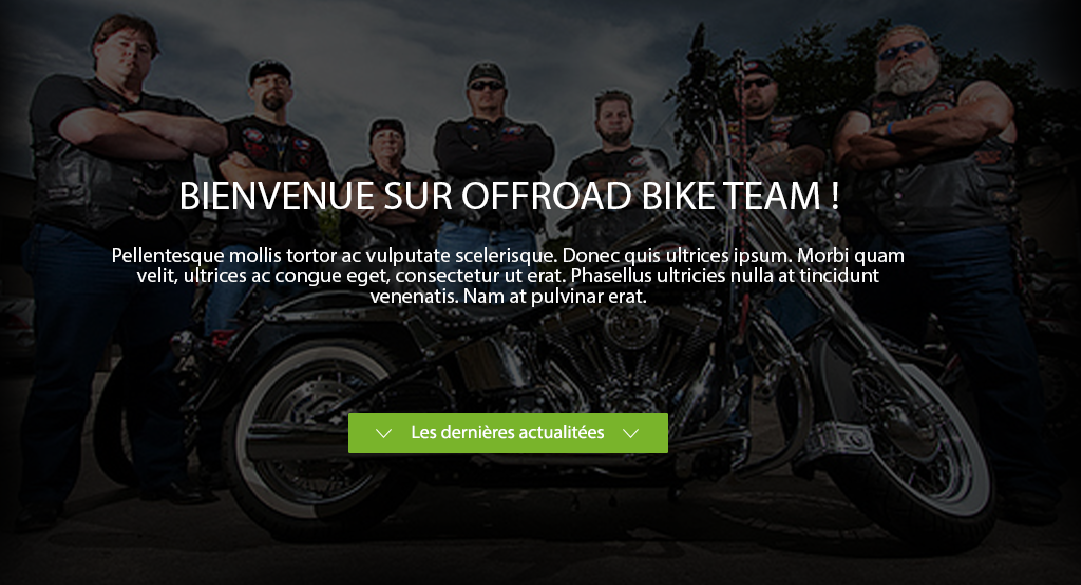 BIENVENUE SUR OFFROAD BIKE TEAM !
Pellentesque mollis tortor ac vulputate scelerisque. Donec quis ultrices ipsum. Morbi quam
velit, ultrices ac congue eget, consectetur ut erat. Phasellus ultricies nulla at tincidunt
venenatis. Nam at pulvinar erat.
Les dernières actualitées